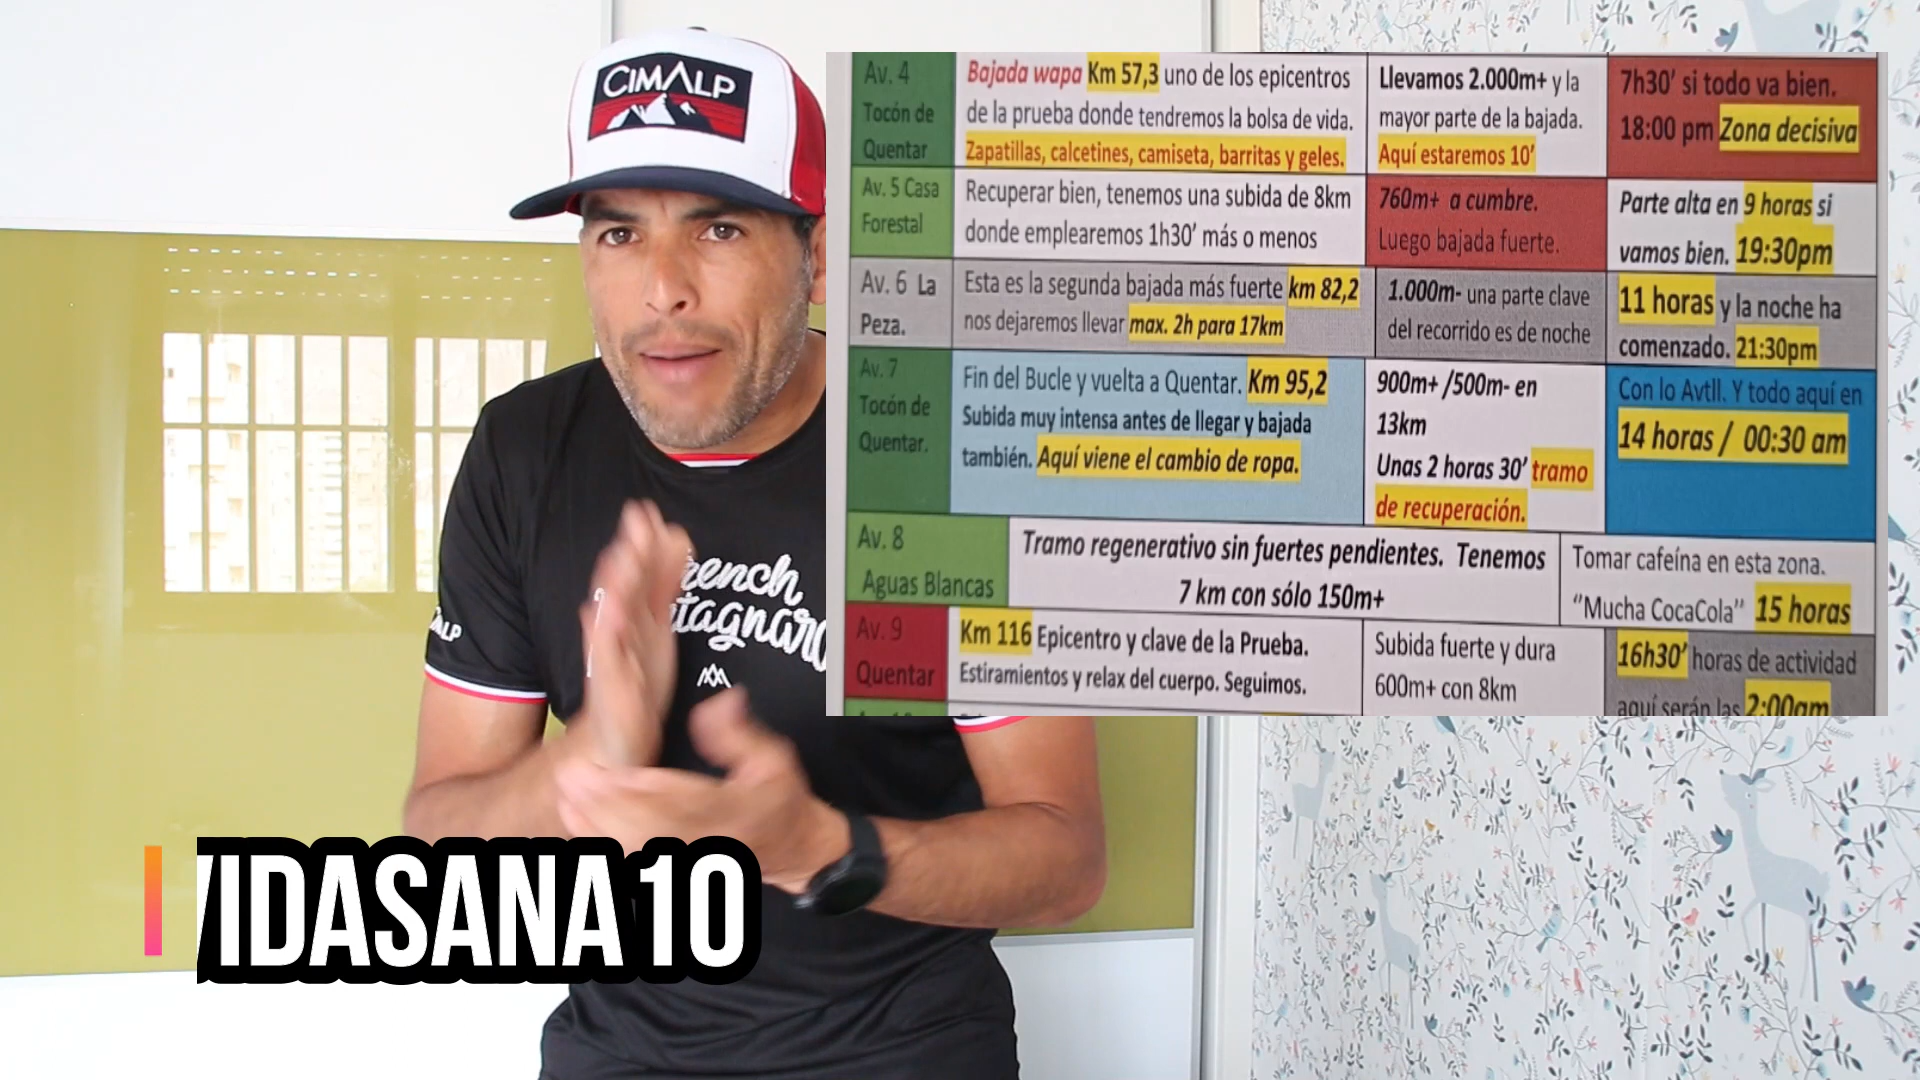 CIMALP
French
CIMALP
VIDASANA10
Av. 4
Tocón de
Quentar
Bajada wapa Km 57,3 uno de los epicentros
de la prueba donde tendremos la bolsa de vida.
Zapatillas, calcetines, camiseta, barritas y geles.
Llevamos 2.000m+ y la
mayor parte de la bajada.
Aquí estaremos 10’
7h30’ si todo va bien.
18:00 pm Zona decisiva
Av. 5 Casa
Forestal
Recuperar bien, tenemos una subida de 8km
donde emplearemos 1h30’ más o menos
760m+ a cumbre.
Luego bajada fuerte.
Parte alta en 9 horas si
vamos bien. 19:30pm
Av. 6 La
Peza.
Esta es la segunda bajada más fuerte km 82,2
nos dejaremos llevar max. 2h para 17km
1.000m- una parte clave
del recorrido es de noche
11 horas y la noche ha
comenzado. 21:30pm
Av. 7
Tocón de
Quentar.
Fin del Bucle y vuelta a Quentar. Km 95,2
Subida muy intensa antes de llegar y bajada
también. Aquí viene el cambio de ropa.
900m+ /500m- en
13km
Unas 2 horas 30’ tramo
de recuperación.
Con lo Avtll. Y todo aquí en
14 horas / 00:30 am
Av. 8
Aguas Blancas
Tramo regenerativo sin fuertes pendientes. Tenemos
7 km con sólo 150m+
Tomar cafeína en esta zona.
“Mucha CocaCola” 15 horas
Av. 9
Quentar
Km 116 Epicentro y clave de la Prueba.
Estiramientos y relax del cuerpo. Seguimos.
Subida fuerte y dura
600m+ con 8km
16h30’ horas de actividad
aquí serán las 2:00am